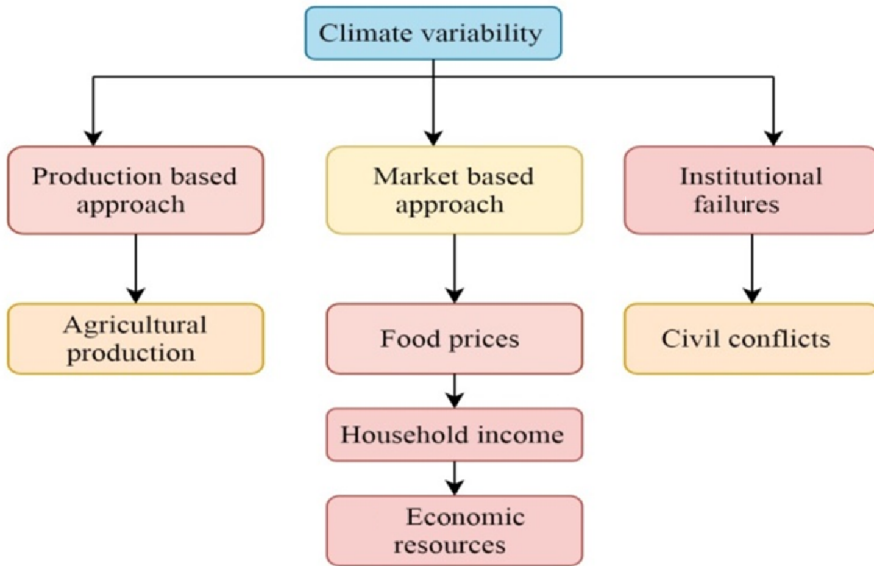 Climate variability
Production based
approach
Market based
approach
Institutional
failures
Agricultural
production
Food prices
Civil conflicts
Household income
Economic
resources